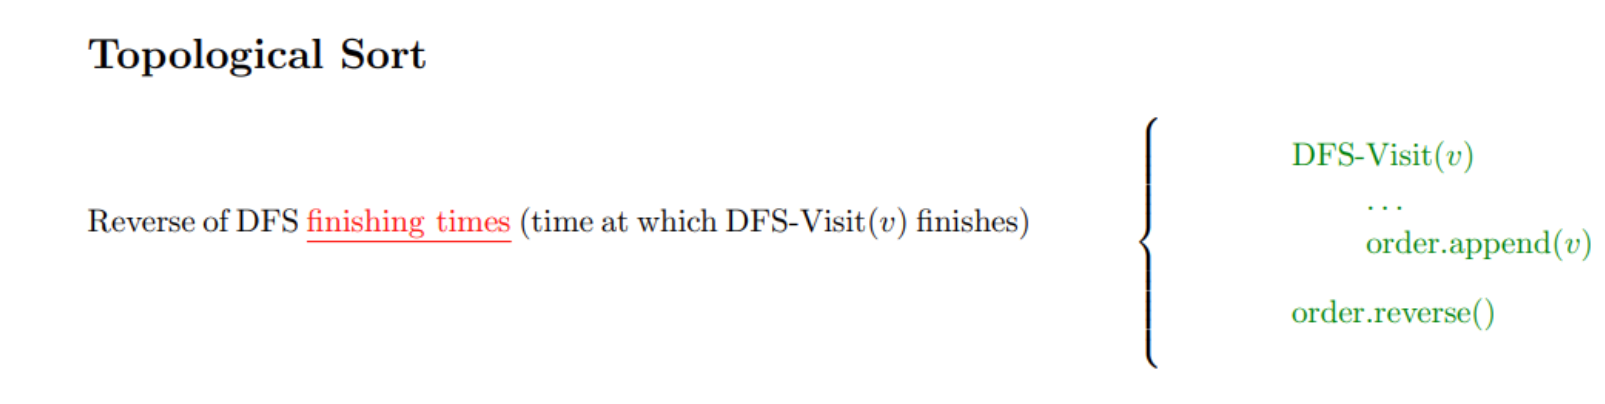 Topological Sort
Reverse of DFS finishing times (time at which DFS-Visit(v) finishes)
DFS-Visit(v)
...
order.append(v)
order.reverse()